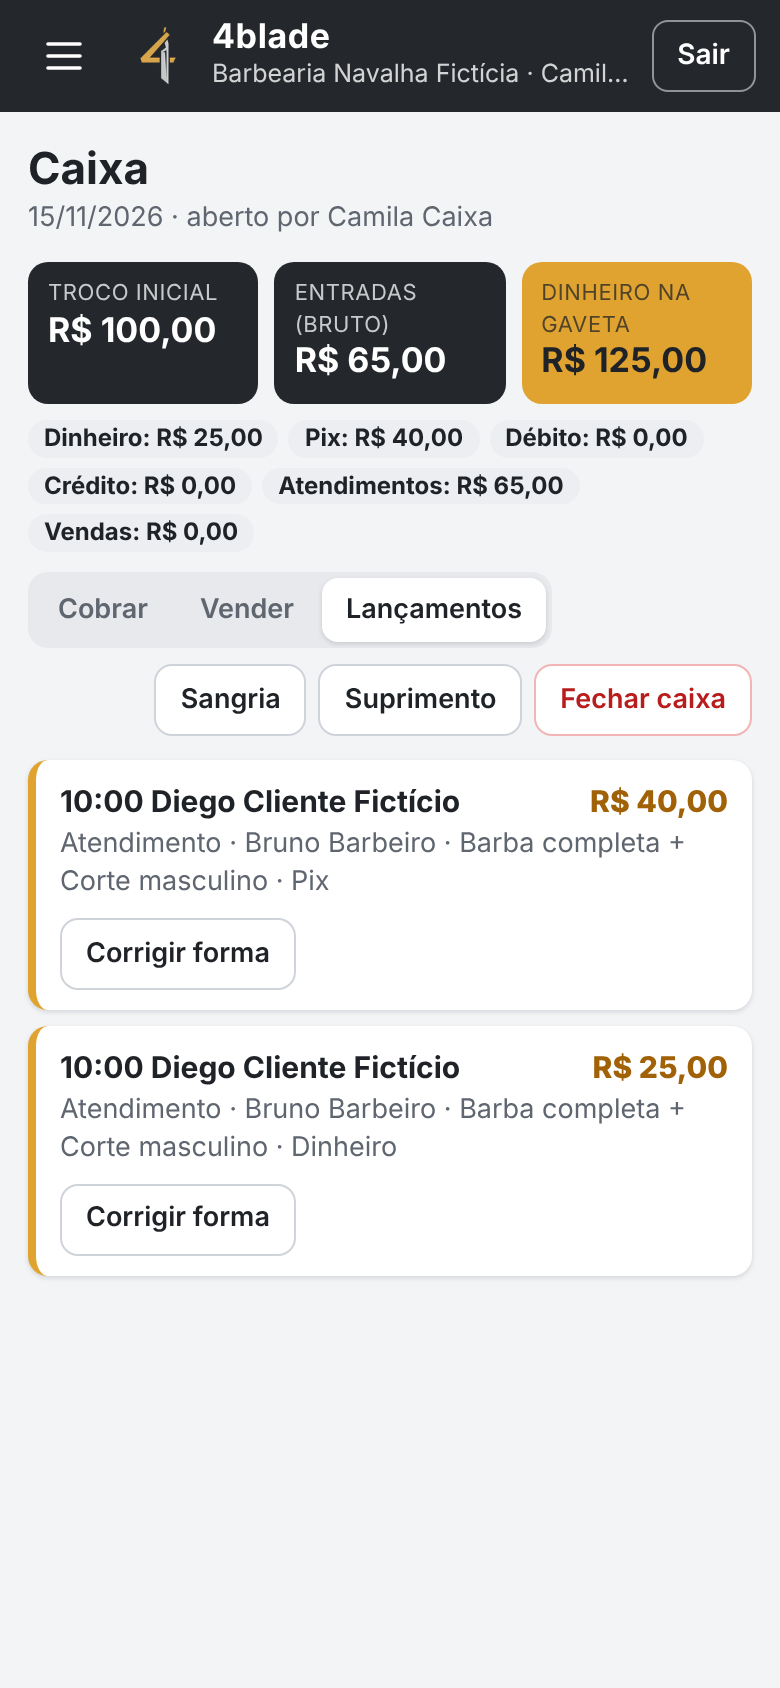 4blade
Barbearia Navalha Fictícia · Camil...
Sair
Caixa
15/11/2026 · aberto por Camila Caixa
TROCO INICIAL
R$ 100,00
ENTRADAS
(BRUTO)
R$ 65,00
DINHEIRO NA
GAVETA
R$ 125,00
Dinheiro: R$ 25,00
Pix: R$ 40,00
Débito: R$ 0,00
Crédito: R$ 0,00
Atendimentos: R$ 65,00
Vendas: R$ 0,00
Cobrar
Vender
Lançamentos
Sangria
Suprimento
Fechar caixa
10:00 Diego Cliente Fictício
R$ 40,00
Atendimento · Bruno Barbeiro · Barba completa +
Corte masculino · Pix
Corrigir forma
10:00 Diego Cliente Fictício
R$ 25,00
Atendimento · Bruno Barbeiro · Barba completa +
Corte masculino · Dinheiro
Corrigir forma